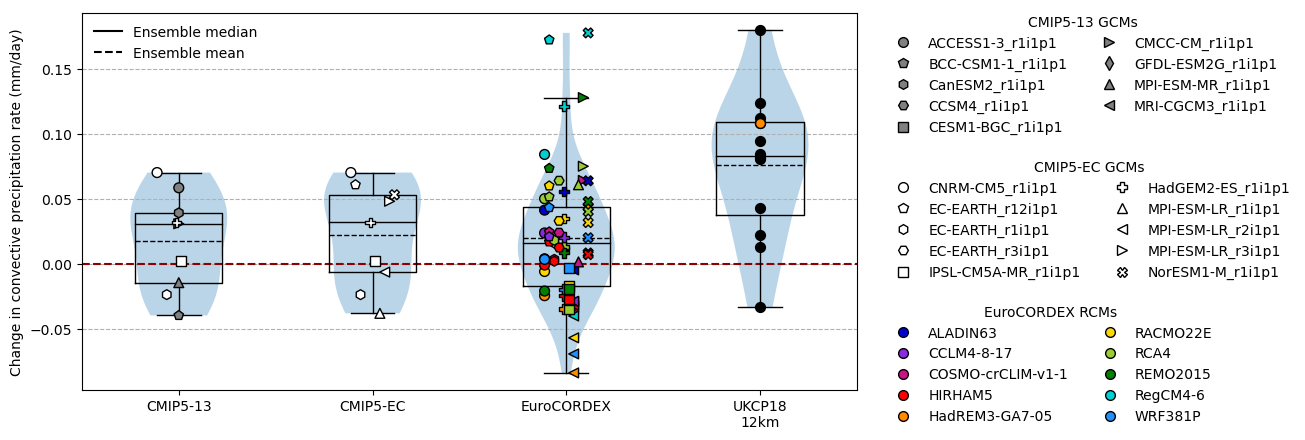 Change in convective precipitation rate (mm/day)
0.15
0.10
0.05
0.00
−0.05
Ensemble median
Ensemble mean
CMIP5-13
CMIP5-EC
EuroCORDEX
UKCP18
12km
CMIP5-13 GCMs
ACCESS1-3_r1i1p1
BCC-CSM1-1_r1i1p1
CanESM2_r1i1p1
CCSM4_r1i1p1
CESM1-BGC_r1i1p1
CMCC-CM_r1i1p1
GFDL-ESM2G_r1i1p1
MPI-ESM-MR_r1i1p1
MRI-CGCM3_r1i1p1
CMIP5-EC GCMs
CNRM-CM5_r1i1p1
EC-EARTH_r12i1p1
EC-EARTH_r1i1p1
EC-EARTH_r3i1p1
IPSL-CM5A-MR_r1i1p1
HadGEM2-ES_r1i1p1
MPI-ESM-LR_r1i1p1
MPI-ESM-LR_r2i1p1
MPI-ESM-LR_r3i1p1
NorESM1-M_r1i1p1
EuroCORDEX RCMs
ALADIN63
CCLM4-8-17
COSMO-crCLIM-v1-1
HIRHAM5
HadREM3-GA7-05
RACMO22E
RCA4
REMO2015
RegCM4-6
WRF381P